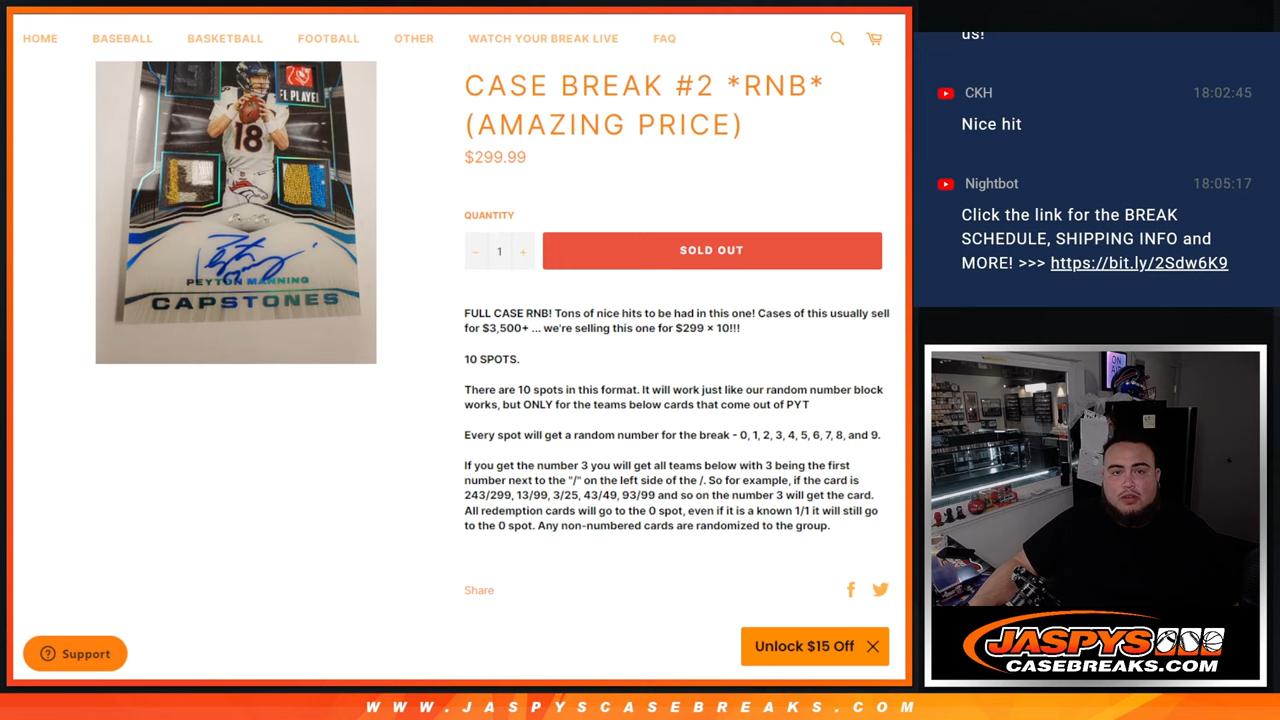 HOME BASEBALL BASKETBALL FOOTBALL OTHER WATCH YOUR BREAK LIVE FAQ
18
PEYTON MANNING
CAPSTONES
CASE BREAK #2 *RNB*
(AMAZING PRICE)
$299.99
QUANTITY
− 1 +
SOLD OUT
FULL CASE RNB! Tons of nice hits to be had in this one! Cases of this usually sell
for $3,500+ ... we're selling this one for $299 × 10!!!
10 SPOTS.
There are 10 spots in this format. It will work just like our random number block
works, but ONLY for the teams below cards that come out of PYT
Every spot will get a random number for the break - 0, 1, 2, 3, 4, 5, 6, 7, 8, and 9.
If you get the number 3 you will get all teams below with 3 being the first
number next to the "/" on the left side of the /. So for example, if the card is
243/299, 13/99, 3/25, 43/49, 93/99 and so on the number 3 will get the card.
All redemption cards will go to the 0 spot, even if it is a known 1/1 it will still go
to the 0 spot. Any non-numbered cards are randomized to the group.
Share
Support
Unlock $15 Off
us!
CKH 18:02:45
Nice hit
Nightbot 18:05:17
Click the link for the BREAK
SCHEDULE, SHIPPING INFO and
MORE! >>> https://bit.ly/2Sdw6K9
ON
JASPYS
CASEBREAKS.COM
WWW.JASPYSCASEBREAKS.COM